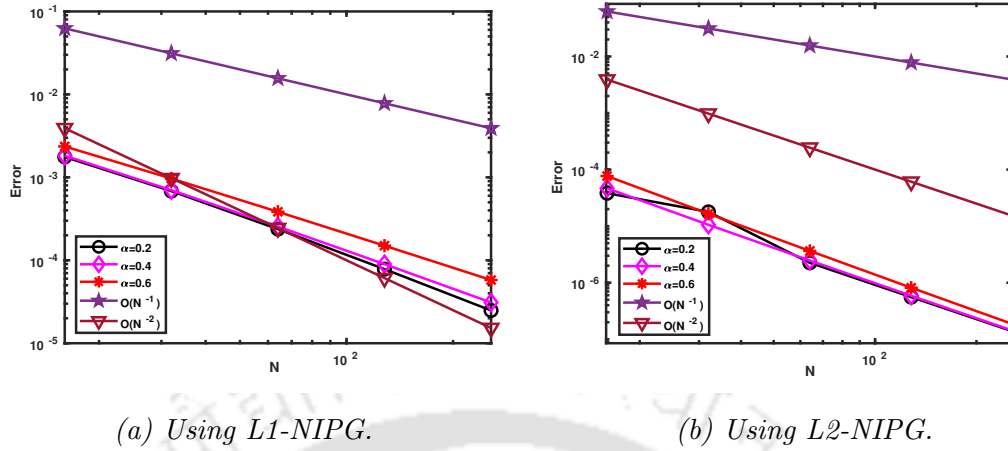 10^-1
10^-2
10^-3
10^-4
10^-5
Error
α=0.2
α=0.4
α=0.6
O(N^-1)
O(N^-2)
10^2
N
(a) Using L1-NIPG.
10^-2
10^-4
10^-6
Error
α=0.2
α=0.4
α=0.6
O(N^-1)
O(N^-2)
10^2
N
(b) Using L2-NIPG.